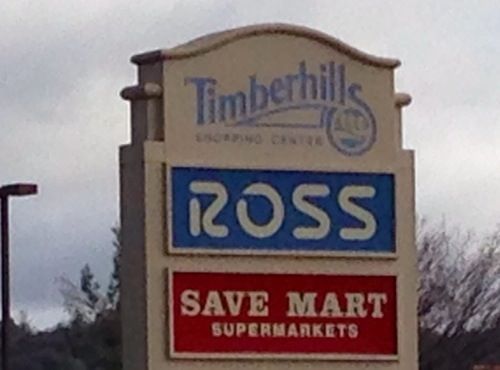 Timberhills
SHOPPING CENTER
ROSS
SAVE MART
SUPERMARKETS